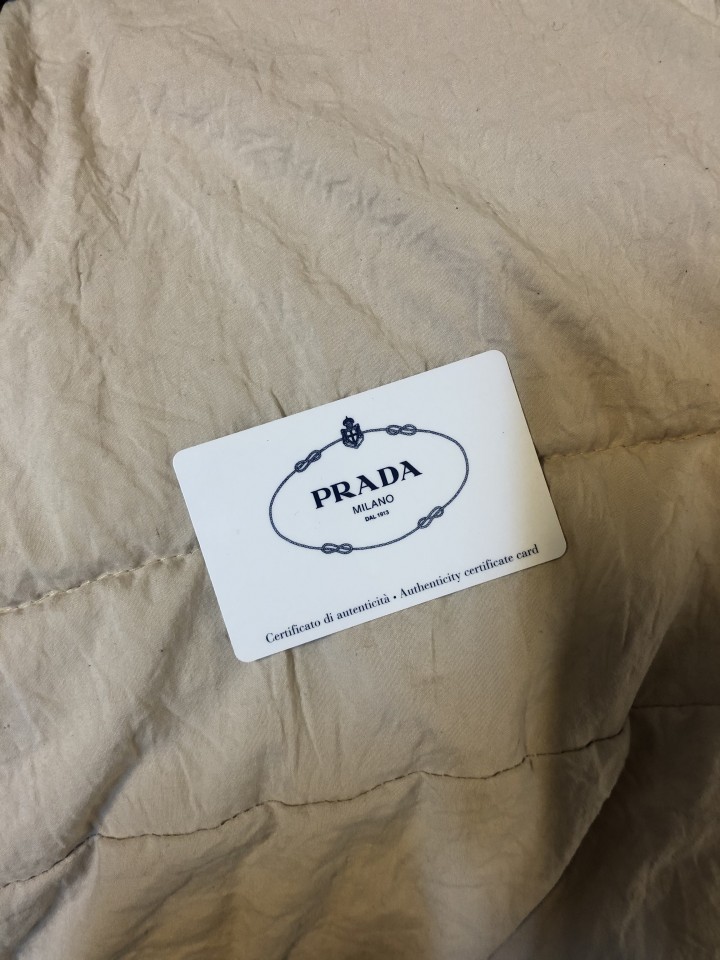 PRADA
MILANO
DAL 1913
Certificato di autenticità • Authenticity certificate card